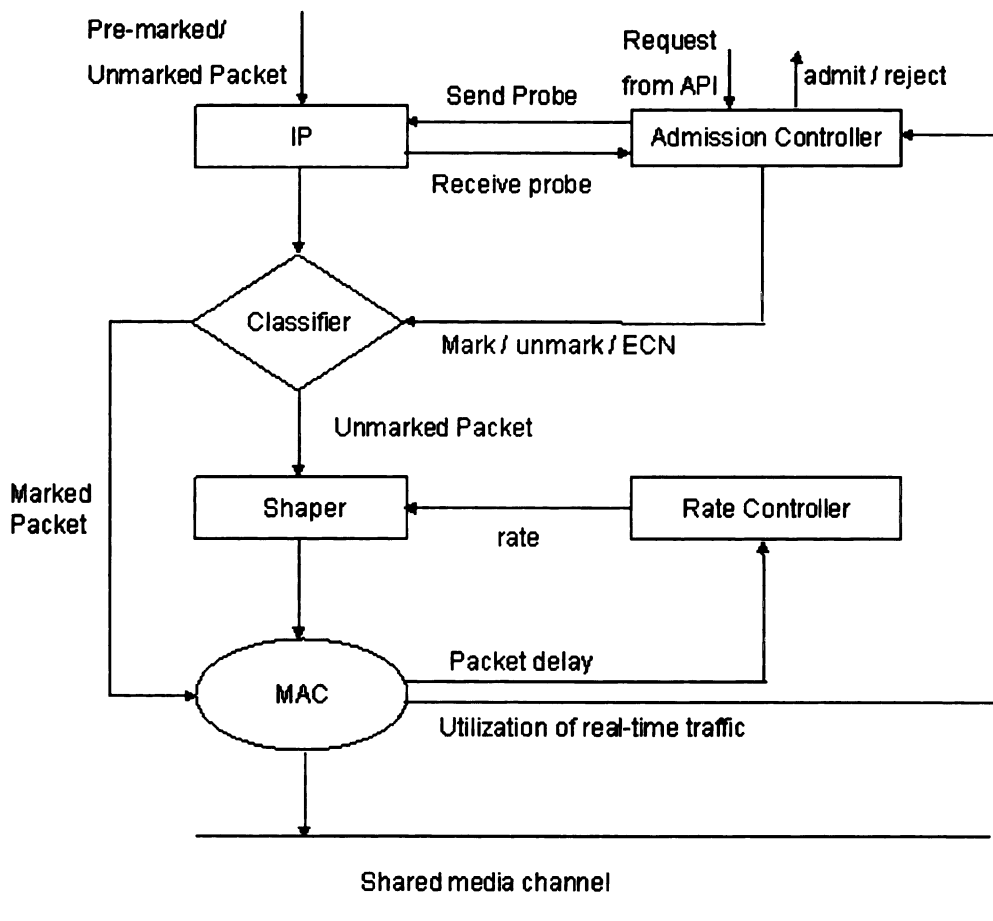 Pre-marked/
Unmarked Packet
Request
from API
admit / reject
Send Probe
IP
Admission Controller
Receive probe
Classifier
Mark / unmark / ECN
Unmarked Packet
Marked
Packet
Shaper
Rate Controller
rate
Packet delay
MAC
Utilization of real-time traffic
Shared media channel